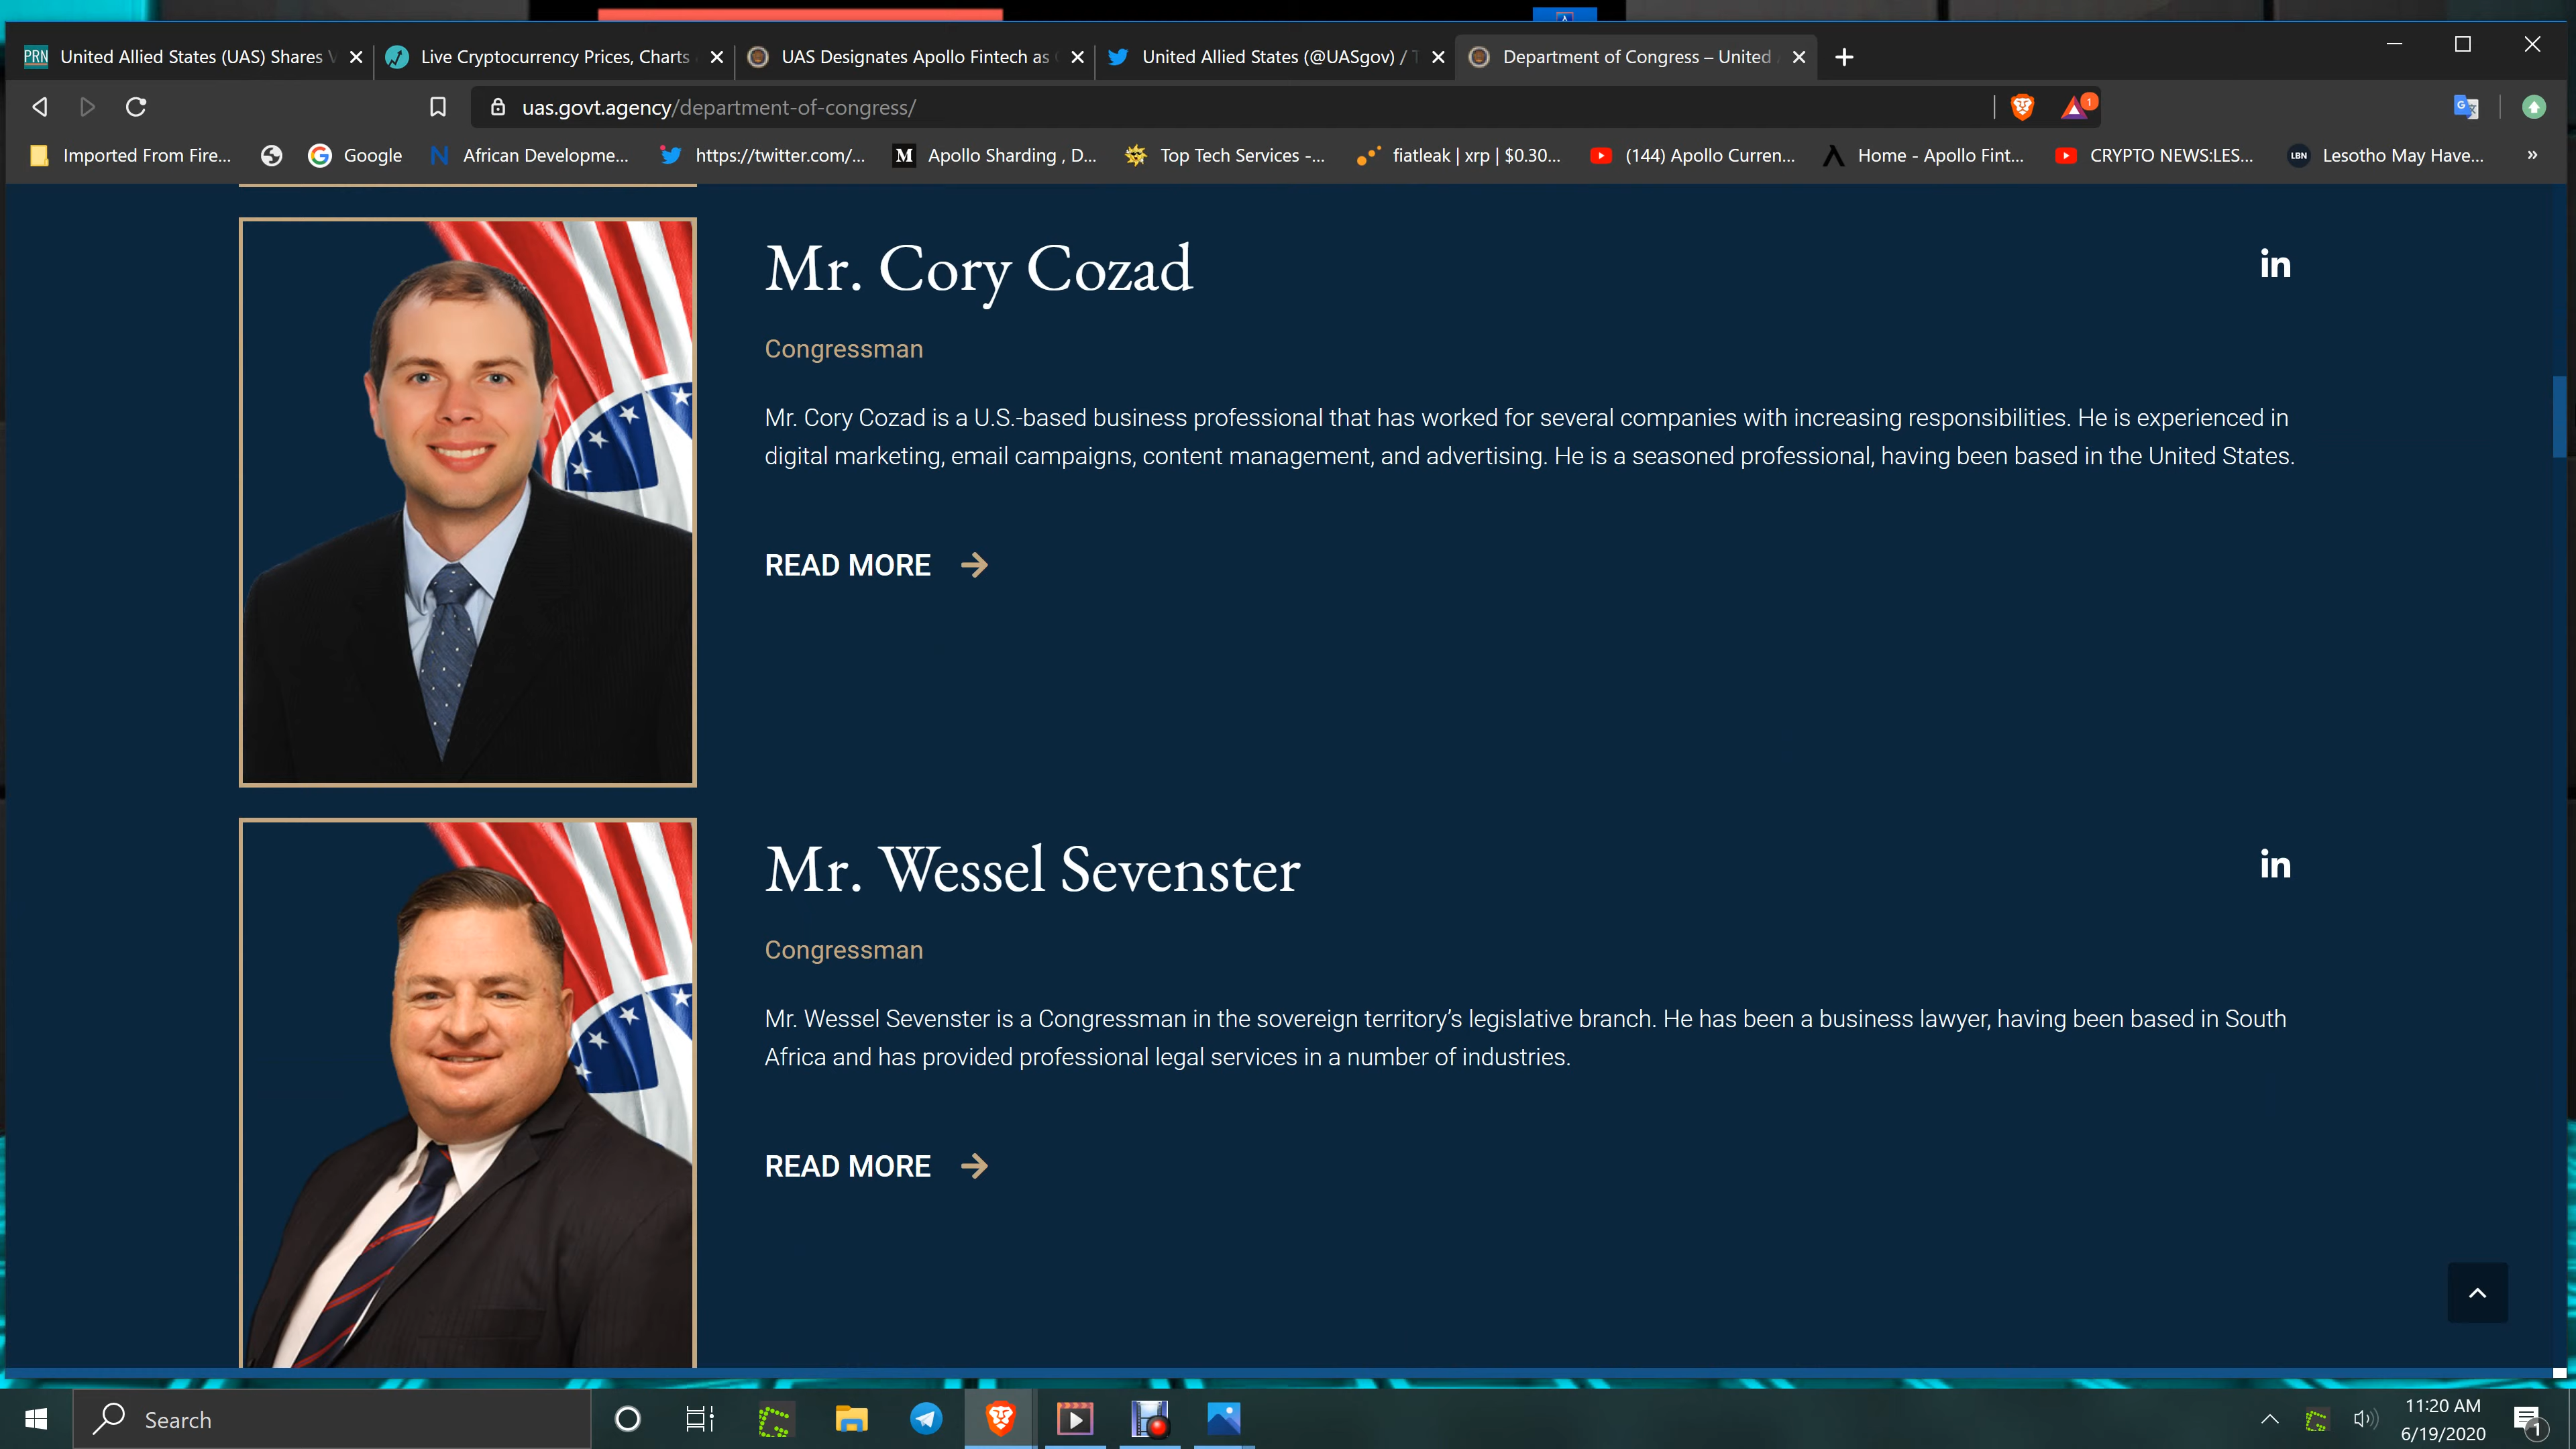 PRN United Allied States (UAS) Shares V
Live Cryptocurrency Prices, Charts
UAS Designates Apollo Fintech as
United Allied States (@UASgov) / T
Department of Congress – United
uas.govt.agency/department-of-congress/
1
Imported From Fire...
Google
African Developme...
https://twitter.com/...
M Apollo Sharding , D...
Top Tech Services -...
fiatleak | xrp | $0.30...
(144) Apollo Curren...
Home - Apollo Fint...
CRYPTO NEWS:LES...
LBN Lesotho May Have...
»
Mr. Cory Cozad
in
Congressman
Mr. Cory Cozad is a U.S.-based business professional that has worked for several companies with increasing responsibilities. He is experienced in
digital marketing, email campaigns, content management, and advertising. He is a seasoned professional, having been based in the United States.
READ MORE
Mr. Wessel Sevenster
in
Congressman
Mr. Wessel Sevenster is a Congressman in the sovereign territory’s legislative branch. He has been a business lawyer, having been based in South
Africa and has provided professional legal services in a number of industries.
READ MORE
Search
11:20 AM
6/19/2020
1